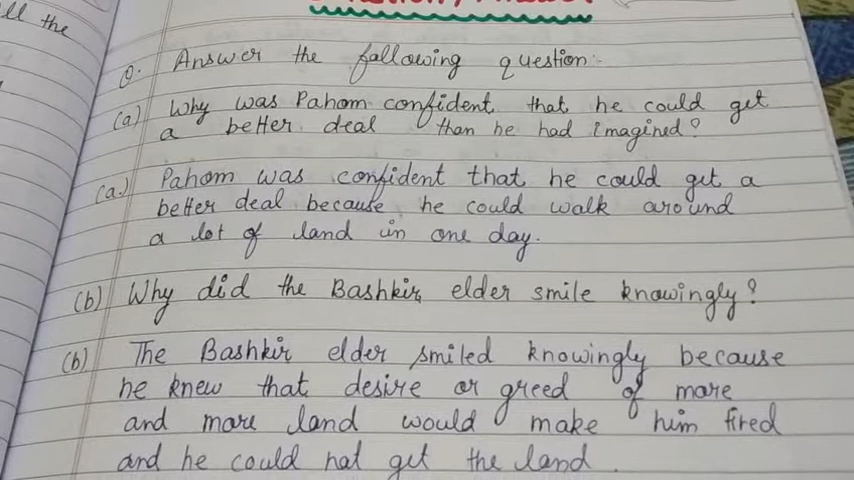 ll the
Q. Answer the following question:-
(a) Why was Pahom confident that he could get
a better deal than he had imagined?
(a.) Pahom was confident that he could get a
better deal because he could walk around
a lot of land in one day.
(b) Why did the Bashkir elder smile knowingly?
(b) The Bashkir elder smiled knowingly because
he knew that desire or greed of more
and more land would make him tired
and he could not get the land.